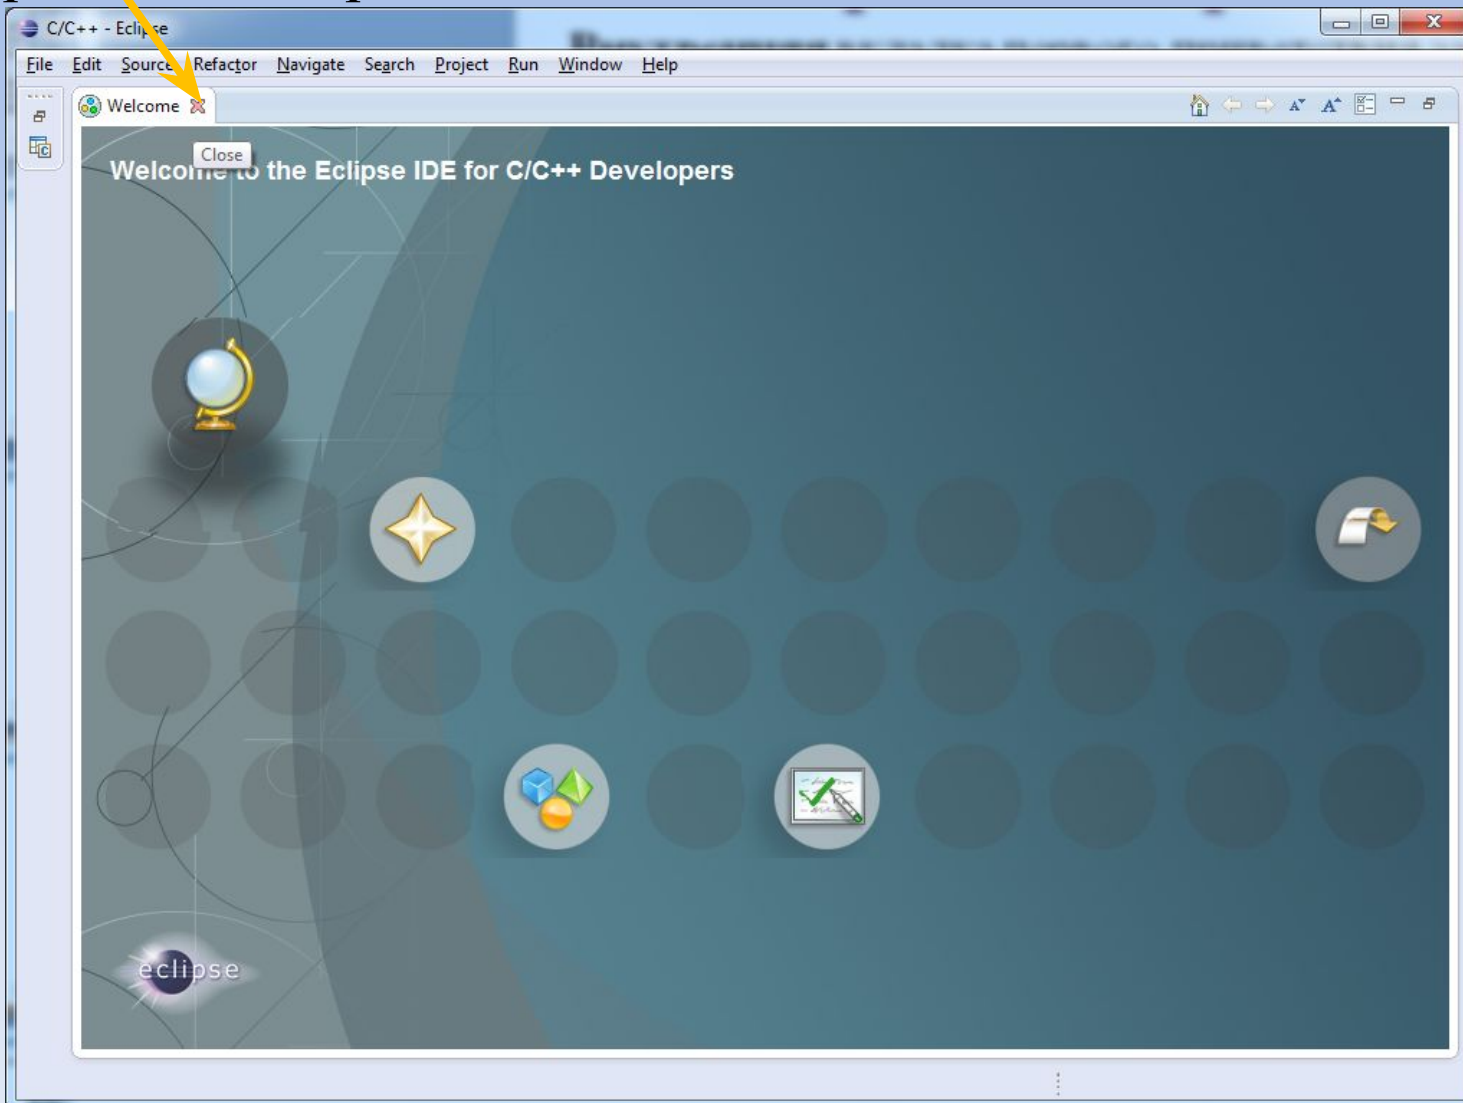 C/C++ - Eclipse
File Edit Source Refactor Navigate Search Project Run Window Help
Welcome
Close
Welcome to the Eclipse IDE for C/C++ Developers
eclipse